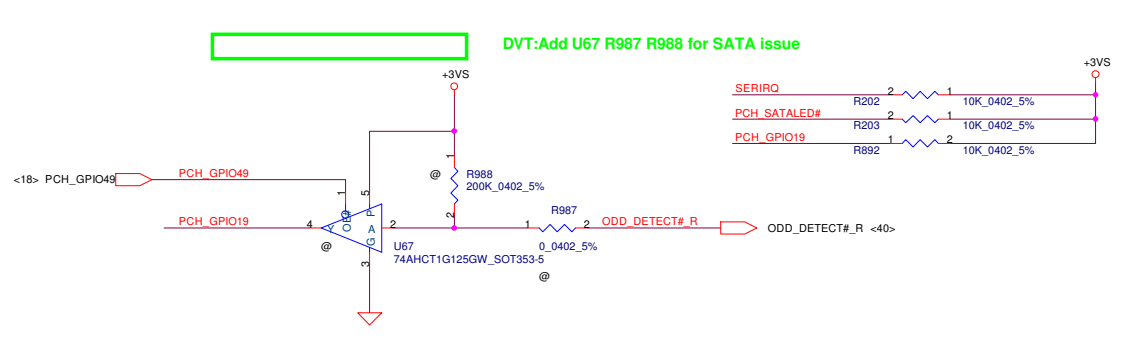 DVT:Add U67 R987 R988 for SATA issue
+3VS
+3VS
SERIRQ
2
1
R202
10K_0402_5%
PCH_SATALED#
2
1
R203
10K_0402_5%
PCH_GPIO19
1
2
R892
10K_0402_5%
1
@
R988
200K_0402_5%
2
<18> PCH_GPIO49
PCH_GPIO49
1
5
OE#
P
PCH_GPIO19
4
Y
A
G
2
@
3
U67
74AHCT1G125GW_SOT353-5
R987
1
2
0_0402_5%
@
ODD_DETECT#_R
ODD_DETECT#_R <40>